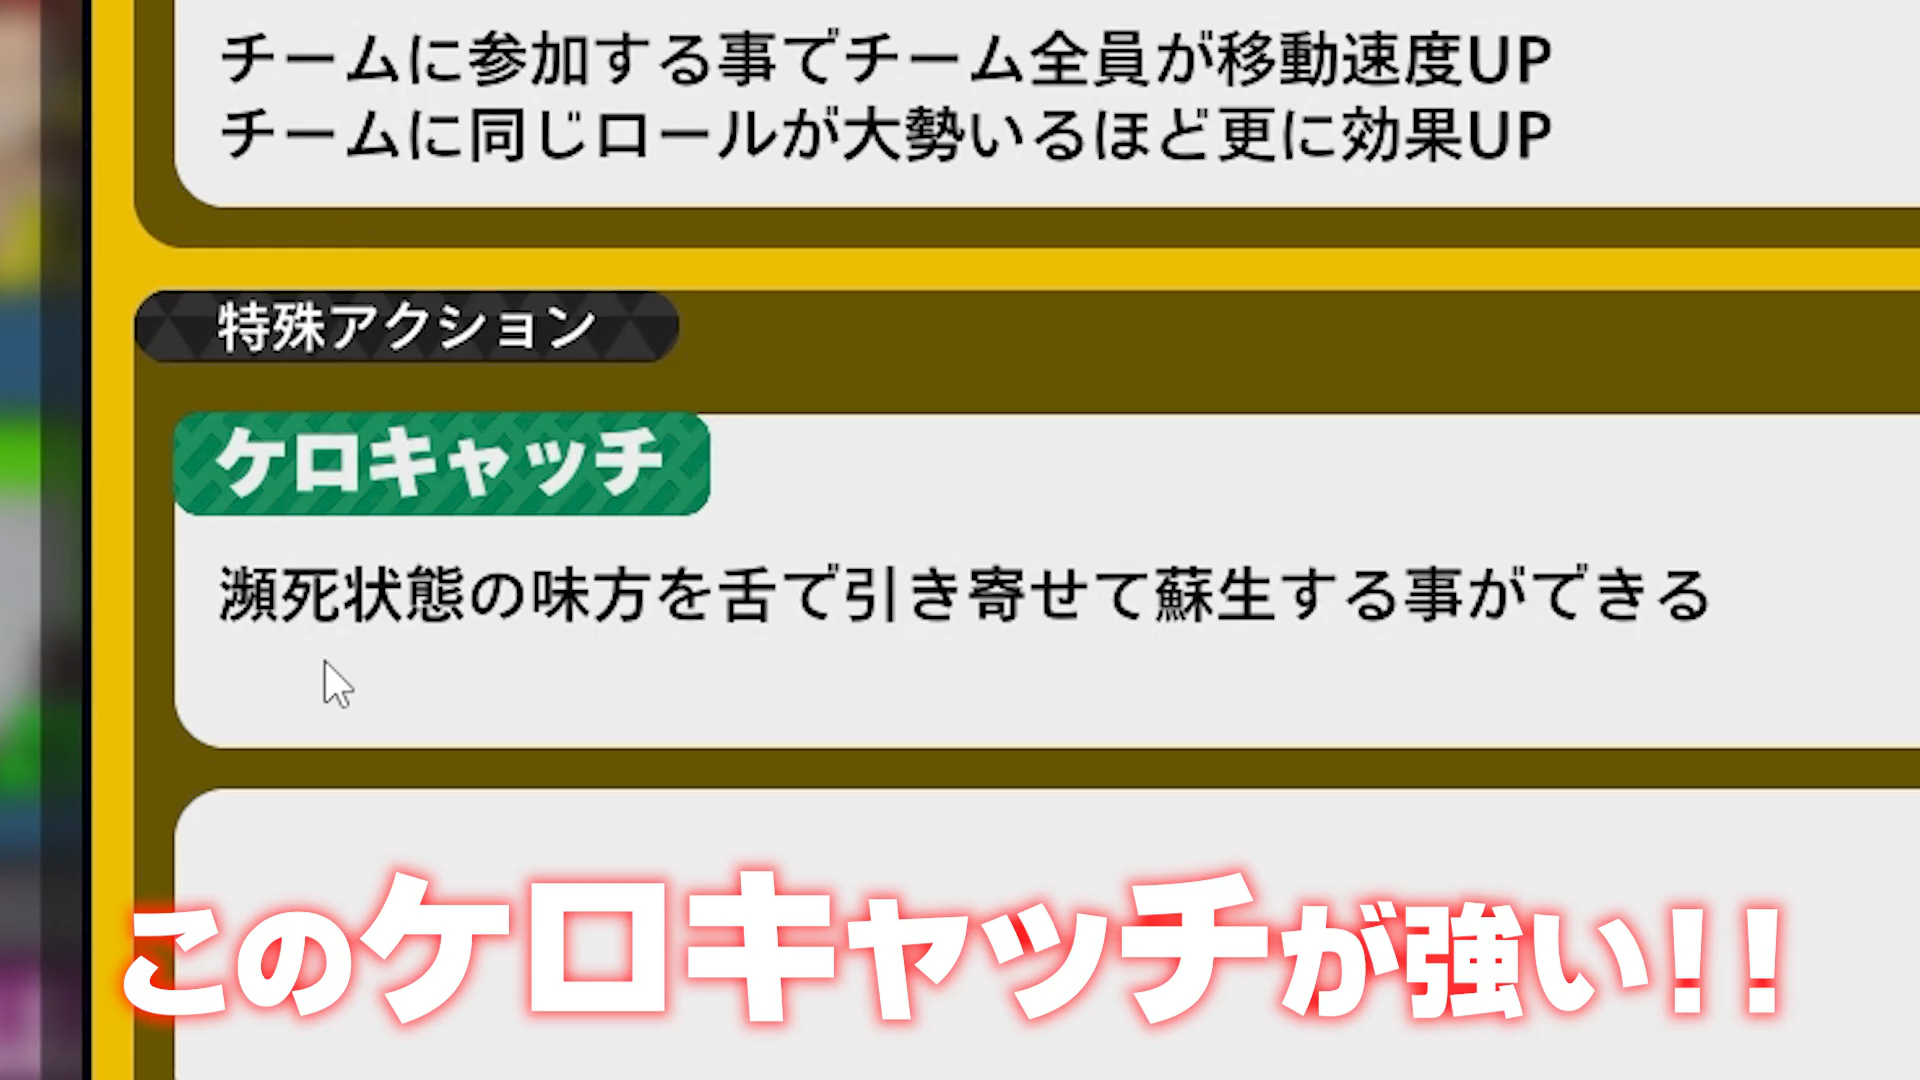 チームに参加する事でチーム全員が移動速度UP
チームに同じロールが大勢いるほど更に効果UP
特殊アクション
ケロキャッチ
瀕死状態の味方を舌で引き寄せて蘇生する事ができる
このケロキャッチが強い!!